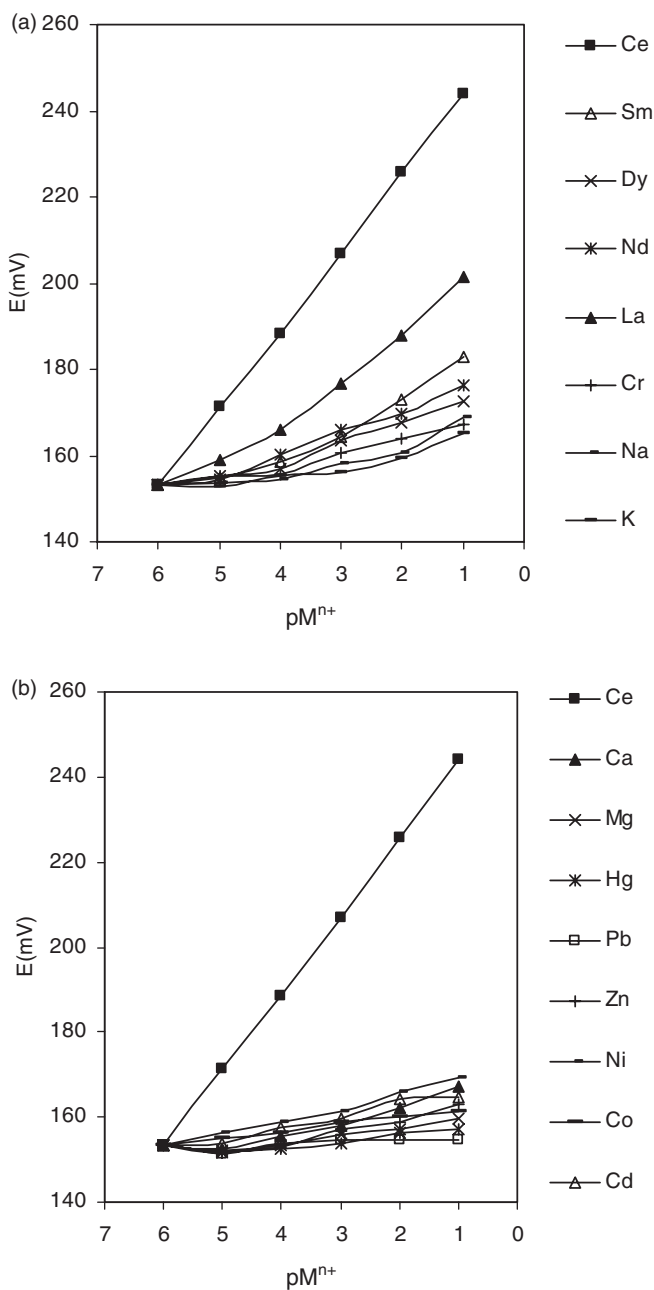 (a)
260
240
220
200
180
160
140
E(mV)
7 6 5 4 3 2 1 0
pMⁿ⁺
Ce
Sm
Dy
Nd
La
Cr
Na
K
(b)
260
240
220
200
180
160
140
E(mV)
7 6 5 4 3 2 1 0
pMⁿ⁺
Ce
Ca
Mg
Hg
Pb
Zn
Ni
Co
Cd